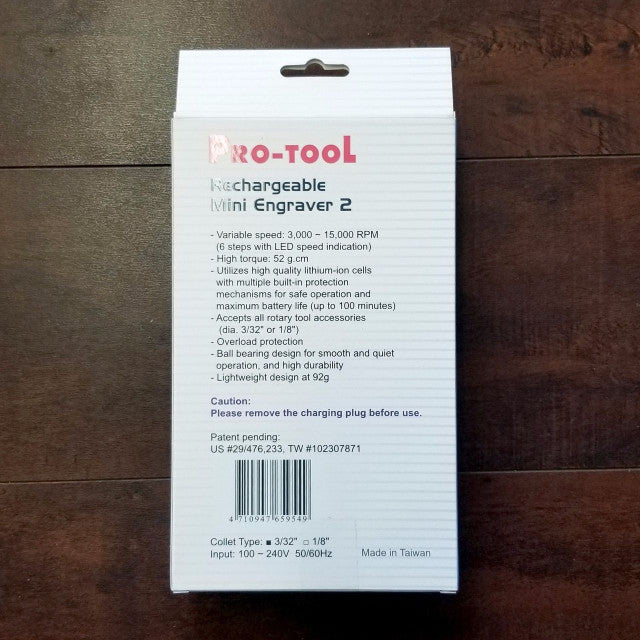 PRO-TOOL
Rechargeable
Mini Engraver 2
- Variable speed: 3,000 ~ 15,000 RPM
(6 steps with LED speed indication)
- High torque: 52 g.cm
- Utilizes high quality lithium-ion cells
with multiple built-in protection
mechanisms for safe operation and
maximum battery life (up to 100 minutes)
- Accepts all rotary tool accessories
(dia. 3/32" or 1/8")
- Overload protection
- Ball bearing design for smooth and quiet
operation, and high durability
- Lightweight design at 92g
Caution:
Please remove the charging plug before use.
Patent pending:
US #29/476,233, TW #102307871
4 710947 659549
Collet Type: ■ 3/32" □ 1/8"
Input: 100 ~ 240V 50/60Hz
Made in Taiwan